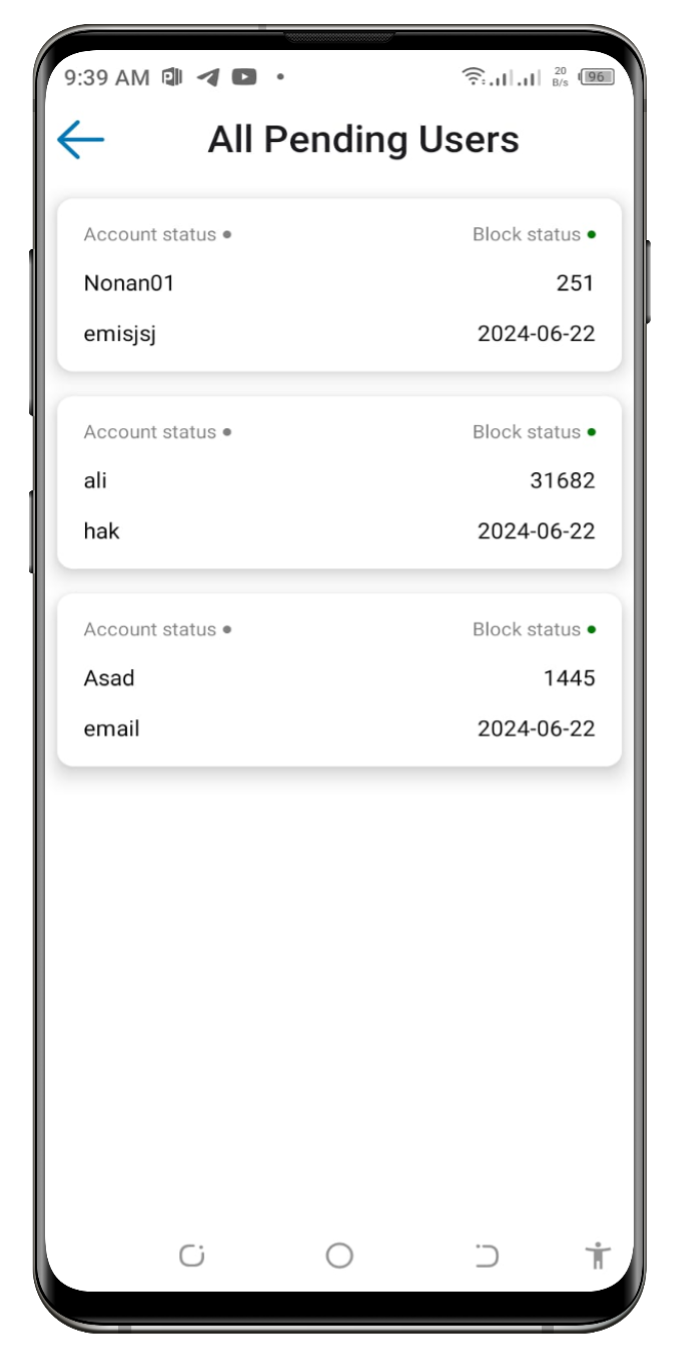 9:39 AM 20 B/s 96
All Pending Users
Account status Block status
Nonan01 251
emisjsj 2024-06-22
Account status Block status
ali 31682
hak 2024-06-22
Account status Block status
Asad 1445
email 2024-06-22